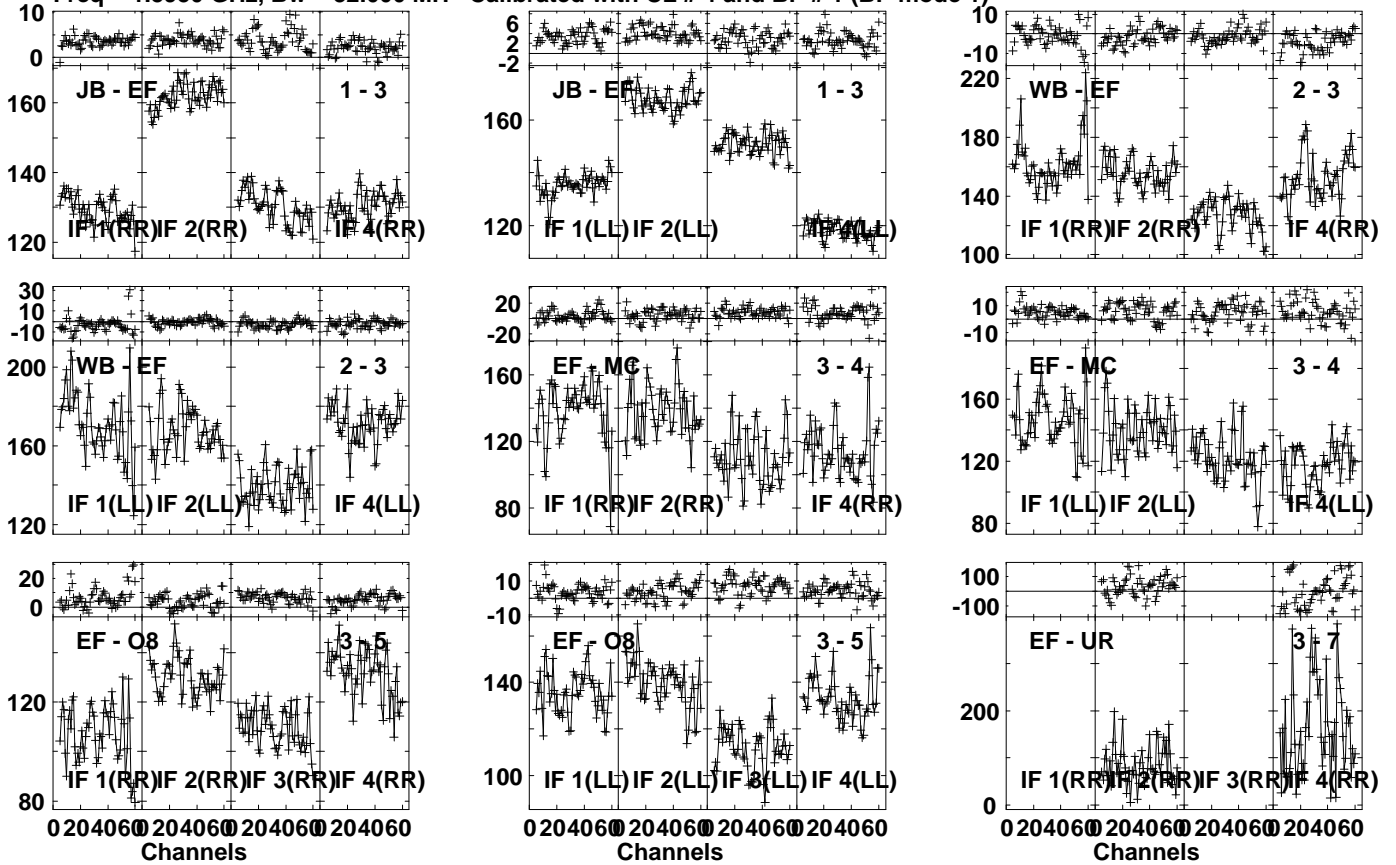 Calibrated with CL # 4 and BP # 1 (BP mode 1)
10 6 10
5 2 -10
0 -2
JB - EF 1 - 3 JB - EF 1 - 3 WB - EF 2 - 3
160 160 220
140 180
120 120 140
100
IF 1(RR) IF 2(RR) IF 4(RR) IF 1(LL) IF 2(LL) IF 4(LL) IF 1(RR) IF 2(RR) IF 4(RR)
30 20 10
10 -20 -10
-10
WB - EF 2 - 3 EF - MC 3 - 4 EF - MC 3 - 4
200 160 160
160 120 120
120 80 80
IF 1(LL) IF 2(LL) IF 4(LL) IF 1(RR) IF 2(RR) IF 4(RR) IF 1(LL) IF 2(LL) IF 4(LL)
20 10 100
0 -10 -100
EF - O8 3 - 5 EF - O8 3 - 5 EF - UR 3 - 7
120 140 200
80 100 0
IF 1(RR) IF 2(RR) IF 3(RR) IF 4(RR) IF 1(LL) IF 2(LL) IF 3(LL) IF 4(LL) IF 1(RR) IF 2(RR) IF 3(RR) IF 4(RR)
0 20 40 60 0 20 40 60 0 20 40 60 0 20 40 60 0 20 40 60 0 20 40 60 0 20 40 60 0 20 40 60 0 20 40 60 0 20 40 60 0 20 40 60 0 20 40 60
Channels Channels Channels